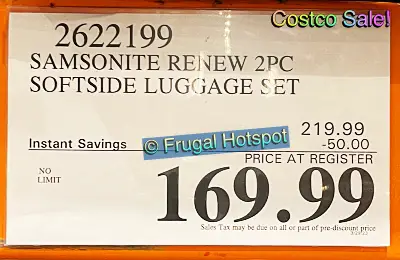 Costco Sale!
2622199
SAMSONITE RENEW 2PC
SOFTSIDE LUGGAGE SET
219.99
Instant Savings -50.00
© Frugal Hotspot
PRICE AT REGISTER
NO
LIMIT
169.99
Sales Tax may be due on all or part of pre-discount price